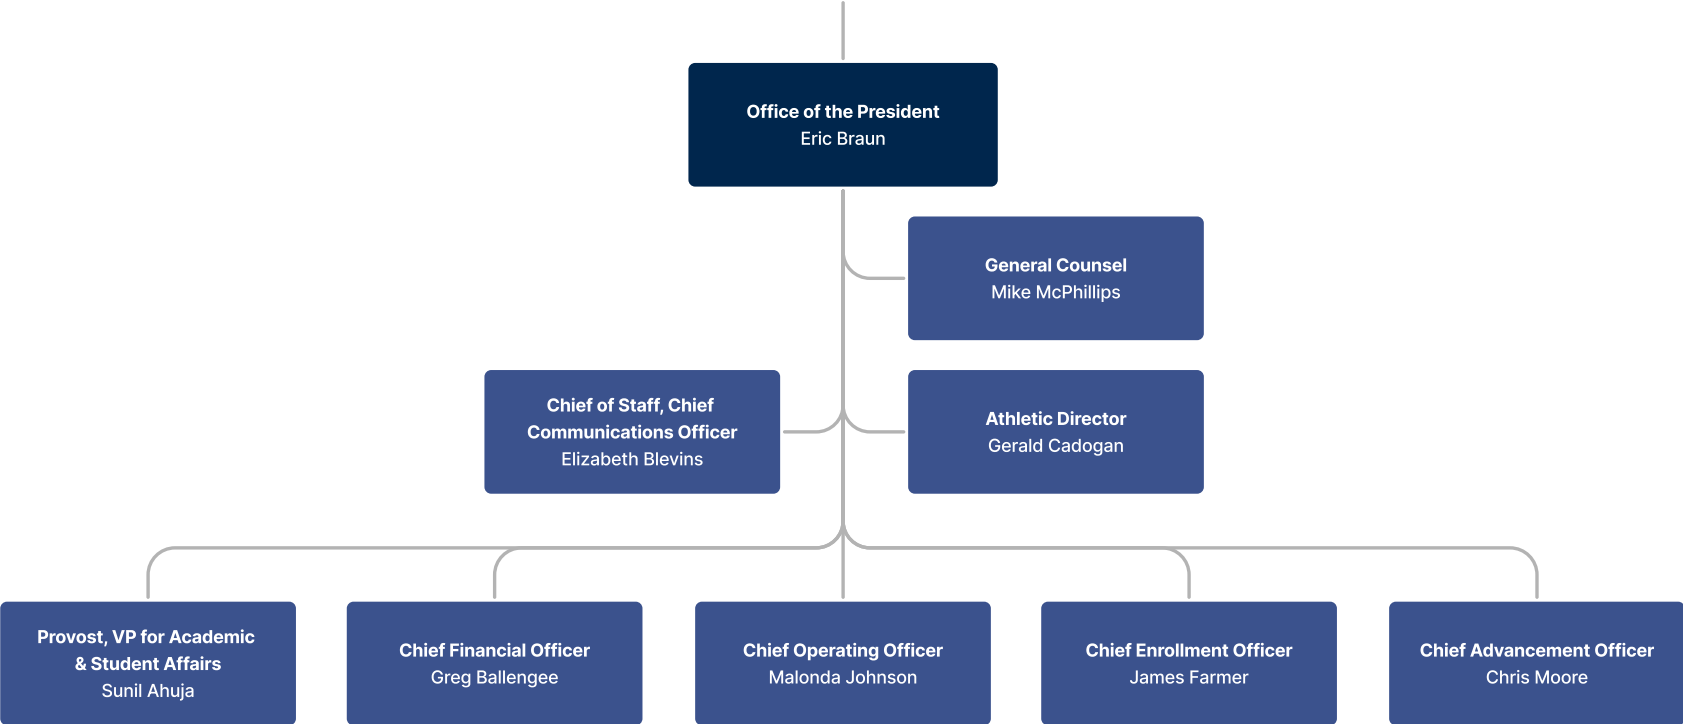 Office of the President
Eric Braun
General Counsel
Mike McPhillips
Chief of Staff, Chief
Communications Officer
Elizabeth Blevins
Athletic Director
Gerald Cadogan
Provost, VP for Academic
& Student Affairs
Sunil Ahuja
Chief Financial Officer
Greg Ballengee
Chief Operating Officer
Malonda Johnson
Chief Enrollment Officer
James Farmer
Chief Advancement Officer
Chris Moore